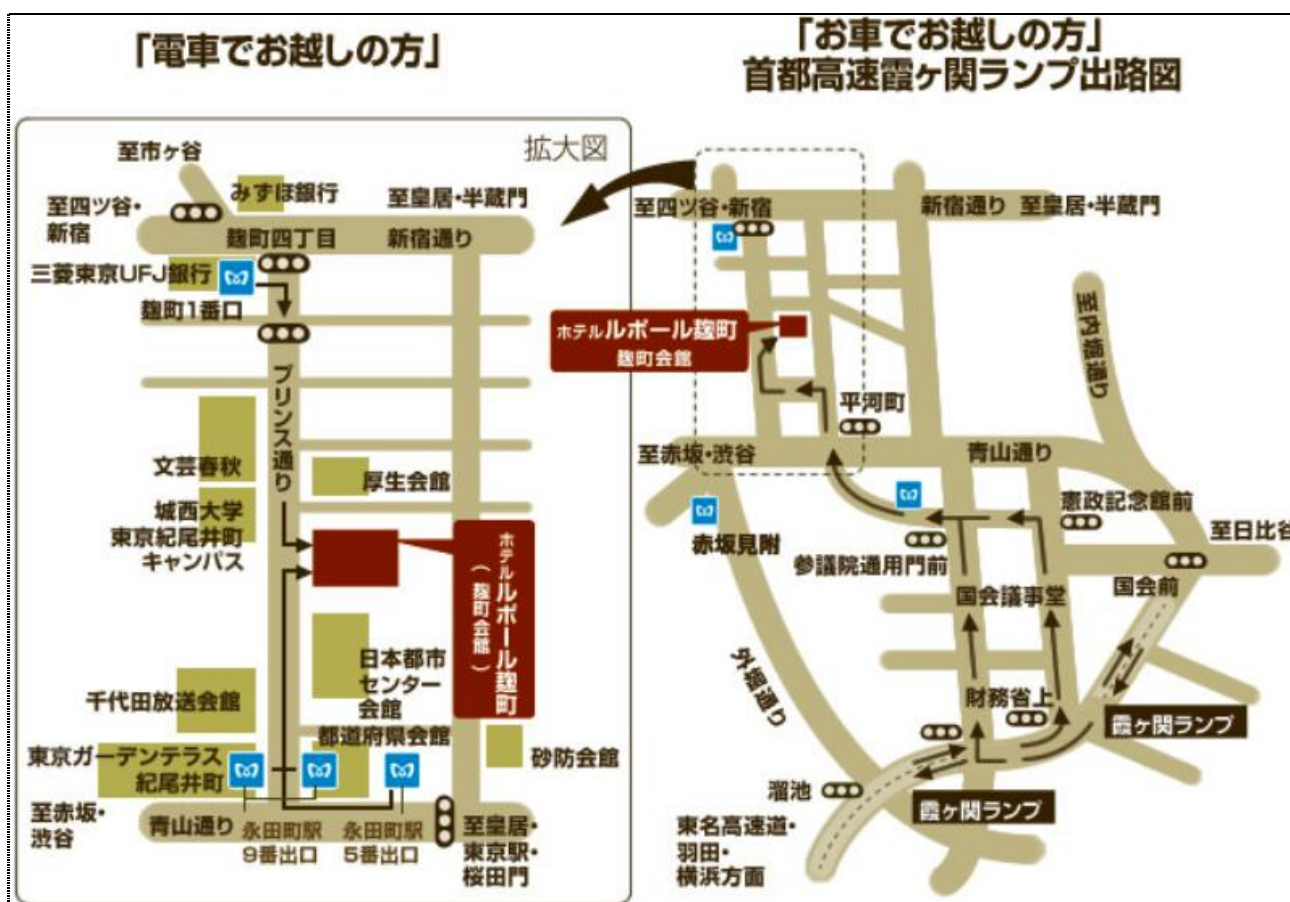 「電車でお越しの方」
拡大図
至市ヶ谷
みずほ銀行
至皇居・半蔵門
至四ツ谷・
新宿
麹町四丁目
新宿通り
三菱東京UFJ銀行
麹町1番口
プリンス通り
文芸春秋
厚生会館
城西大学
東京紀尾井町
キャンパス
ホテルルポール麹町
(麹町会館)
日本都市
センター
会館
千代田放送会館
都道府県会館
東京ガーデンテラス
紀尾井町
砂防会館
至赤坂・
渋谷
青山通り
永田町駅
9番出口
永田町駅
5番出口
至皇居・
東京駅・
桜田門
「お車でお越しの方」
首都高速霞ヶ関ランプ出路図
至四ツ谷・新宿
新宿通り
至皇居・半蔵門
至内堀通り
ホテルルポール麹町
麹町会館
平河町
至赤坂・渋谷
青山通り
憲政記念館前
赤坂見附
至日比谷
参議院通用門前
国会議事堂
国会前
外堀通り
財務省上
霞ヶ関ランプ
溜池
霞ヶ関ランプ
東名高速道・
羽田・
横浜方面